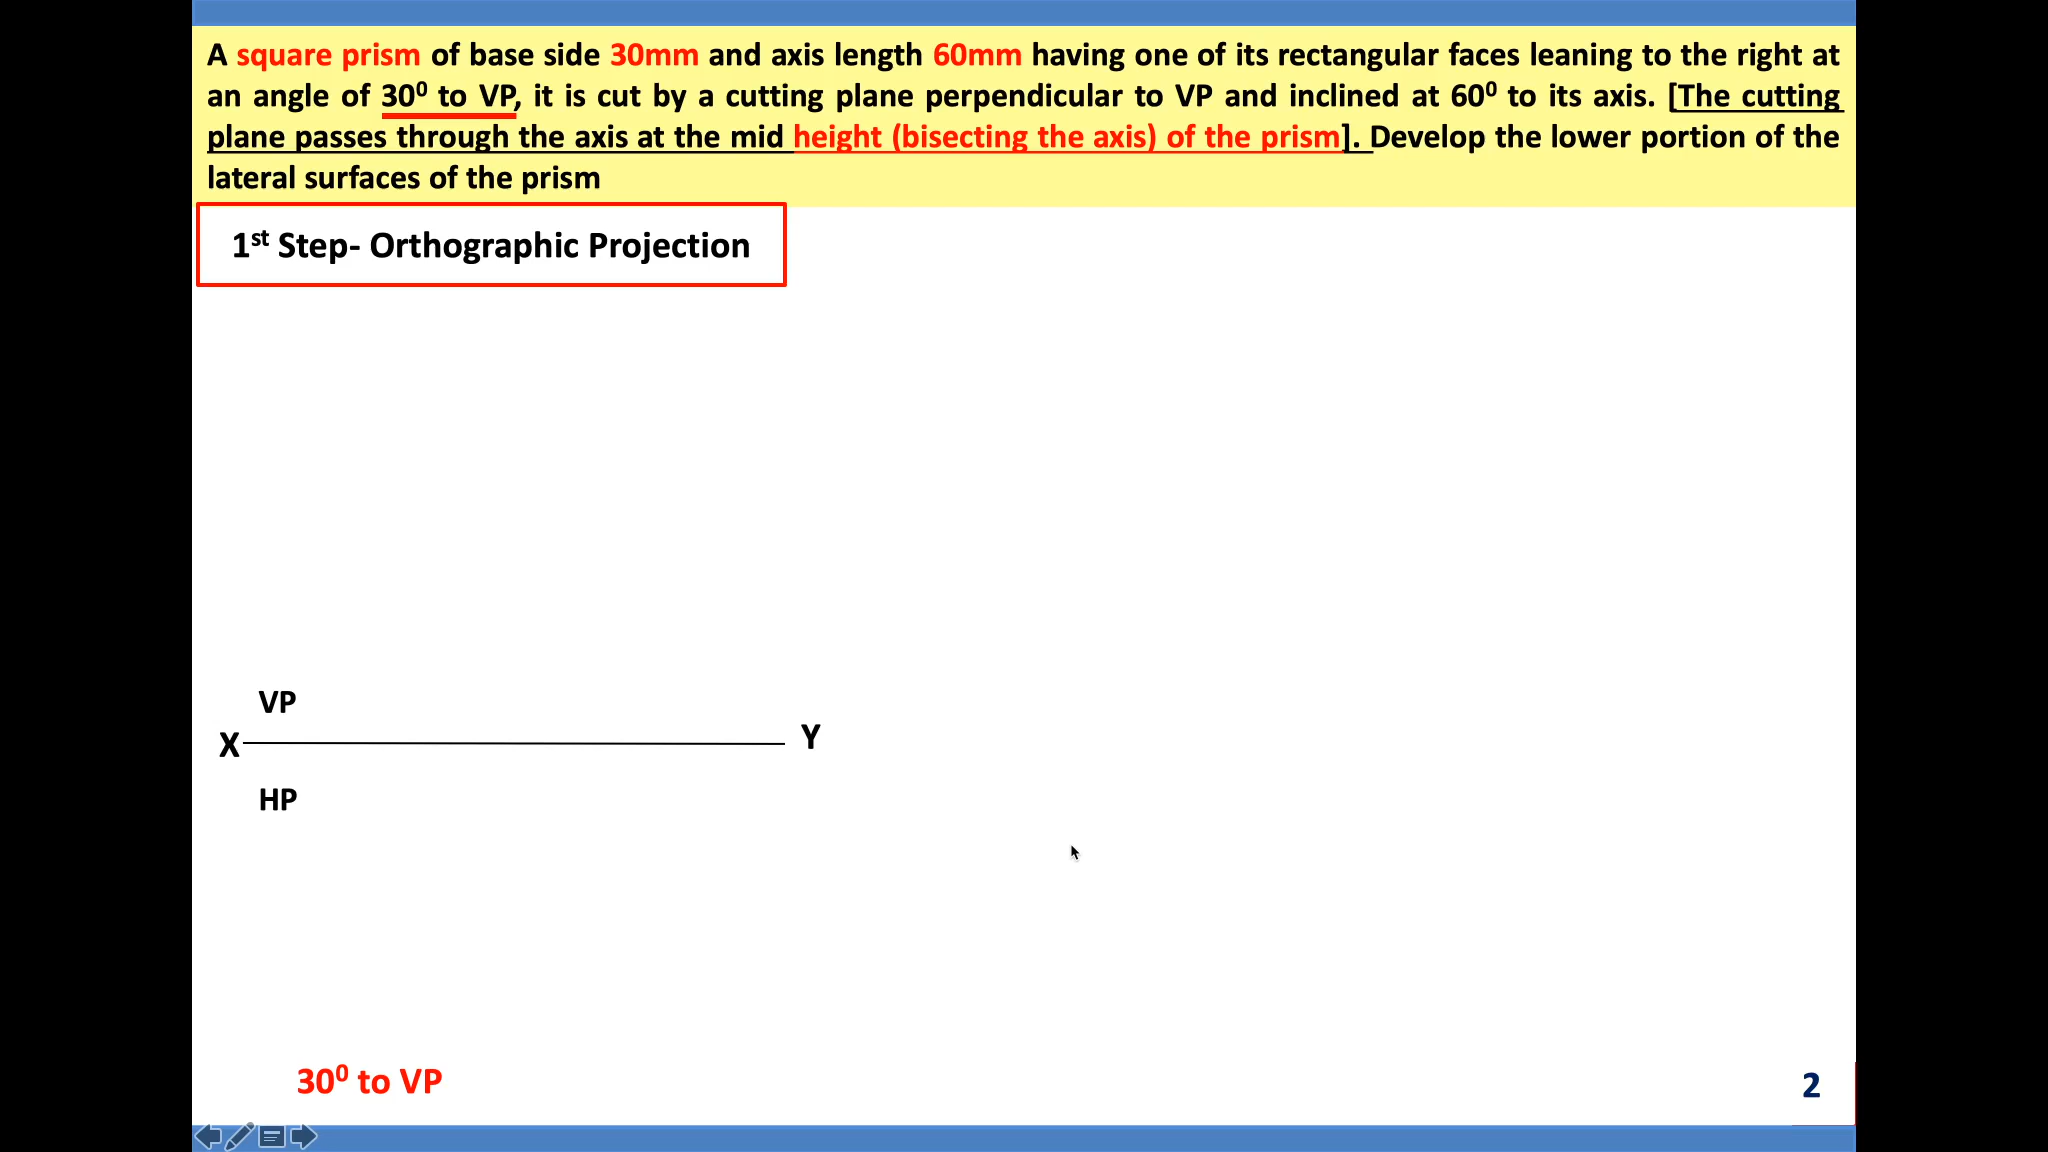 A square prism of base side 30mm and axis length 60mm having one of its rectangular faces leaning to the right at
an angle of 30⁰ to VP, it is cut by a cutting plane perpendicular to VP and inclined at 60⁰ to its axis. [The cutting
plane passes through the axis at the mid height (bisecting the axis) of the prism]. Develop the lower portion of the
lateral surfaces of the prism
1st Step- Orthographic Projection
VP
X
Y
HP
30⁰ to VP
2